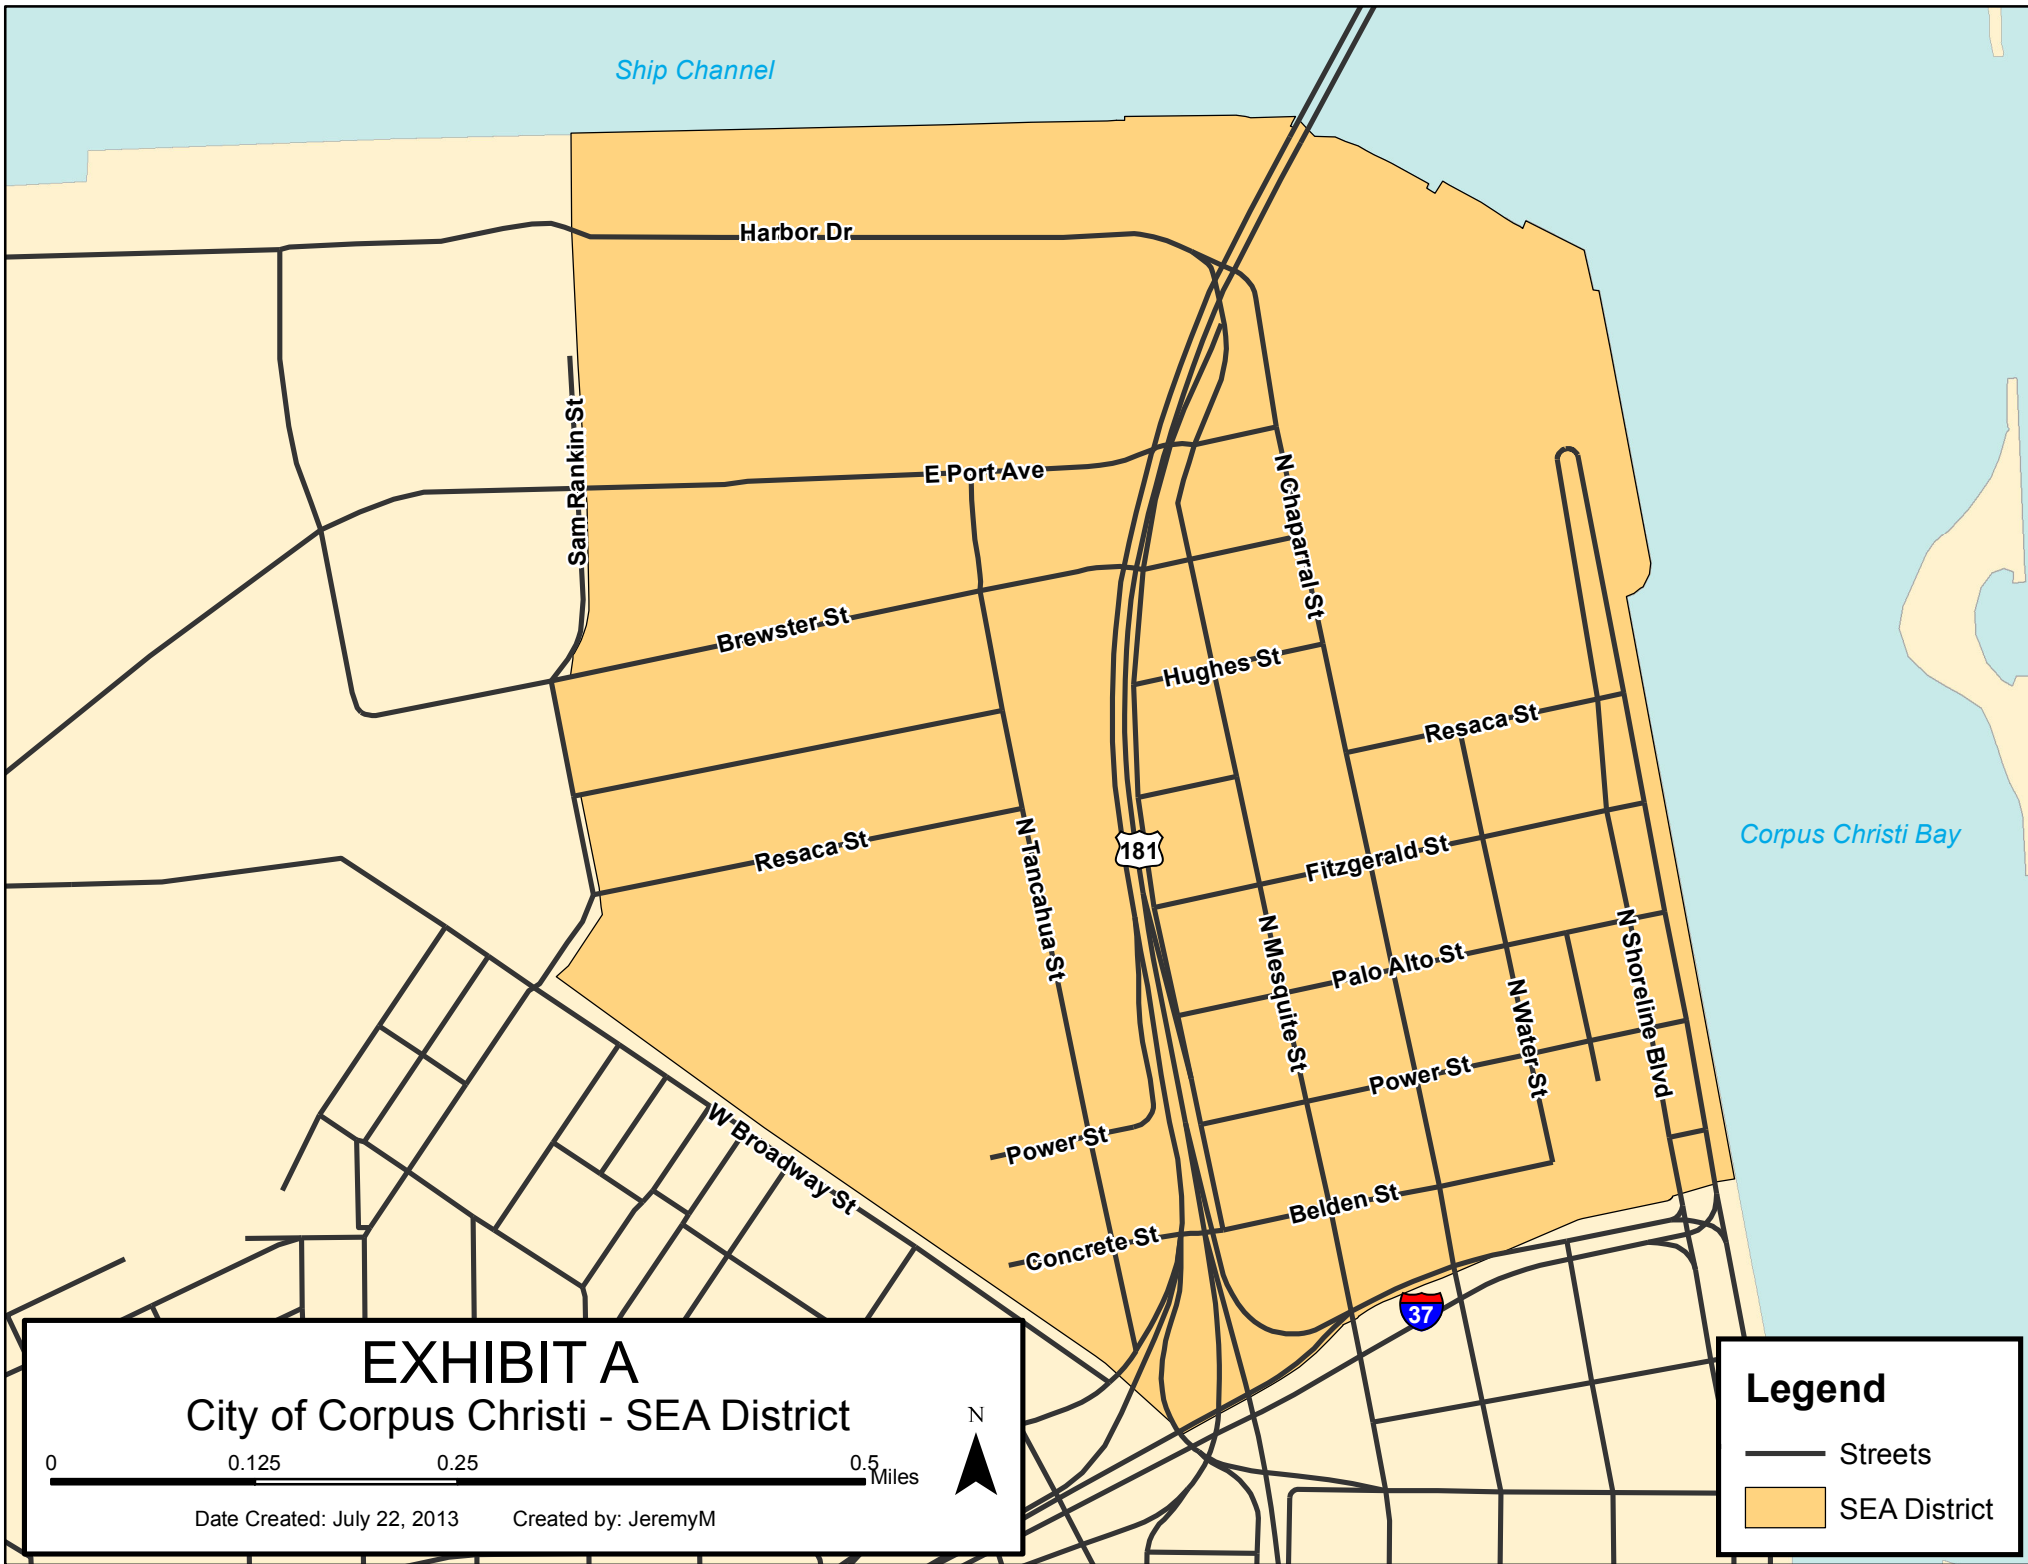 Ship Channel
Harbor Dr
Sam Rankin St
E Port Ave
N Chaparral St
Brewster St
Hughes St
Resaca St
Corpus Christi Bay
Resaca St
N Tancahua St
181
Fitzgerald St
N Mesquite St
Palo Alto St
N Water St
N Shoreline Blvd
Power St
W Broadway St
Power St
Belden St
Concrete St
37
EXHIBIT A
City of Corpus Christi - SEA District
0 0.125 0.25 0.5 Miles
N
Date Created: July 22, 2013 Created by: JeremyM
Legend
Streets
SEA District